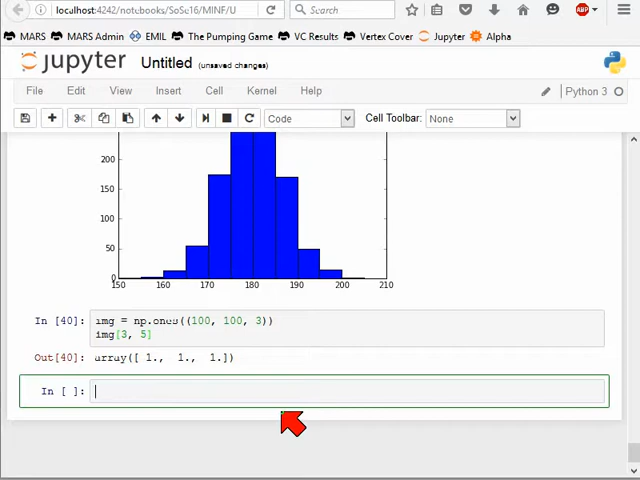 localhost:4242/notebooks/SoSe16/MINF/U
Search
MARS MARS Admin EMIL The Pumping Game VC Results Vertex Cover Jupyter Alpha
jupyter Untitled (unsaved changes)
File Edit View Insert Cell Kernel Help
Python 3
Code Cell Toolbar: None
200
150
100
50
0
150 160 170 180 190 200 210
In [40]: img = np.ones((100, 100, 3))
img[3, 5]
Out[40]: array([ 1., 1., 1.])
In [ ]: